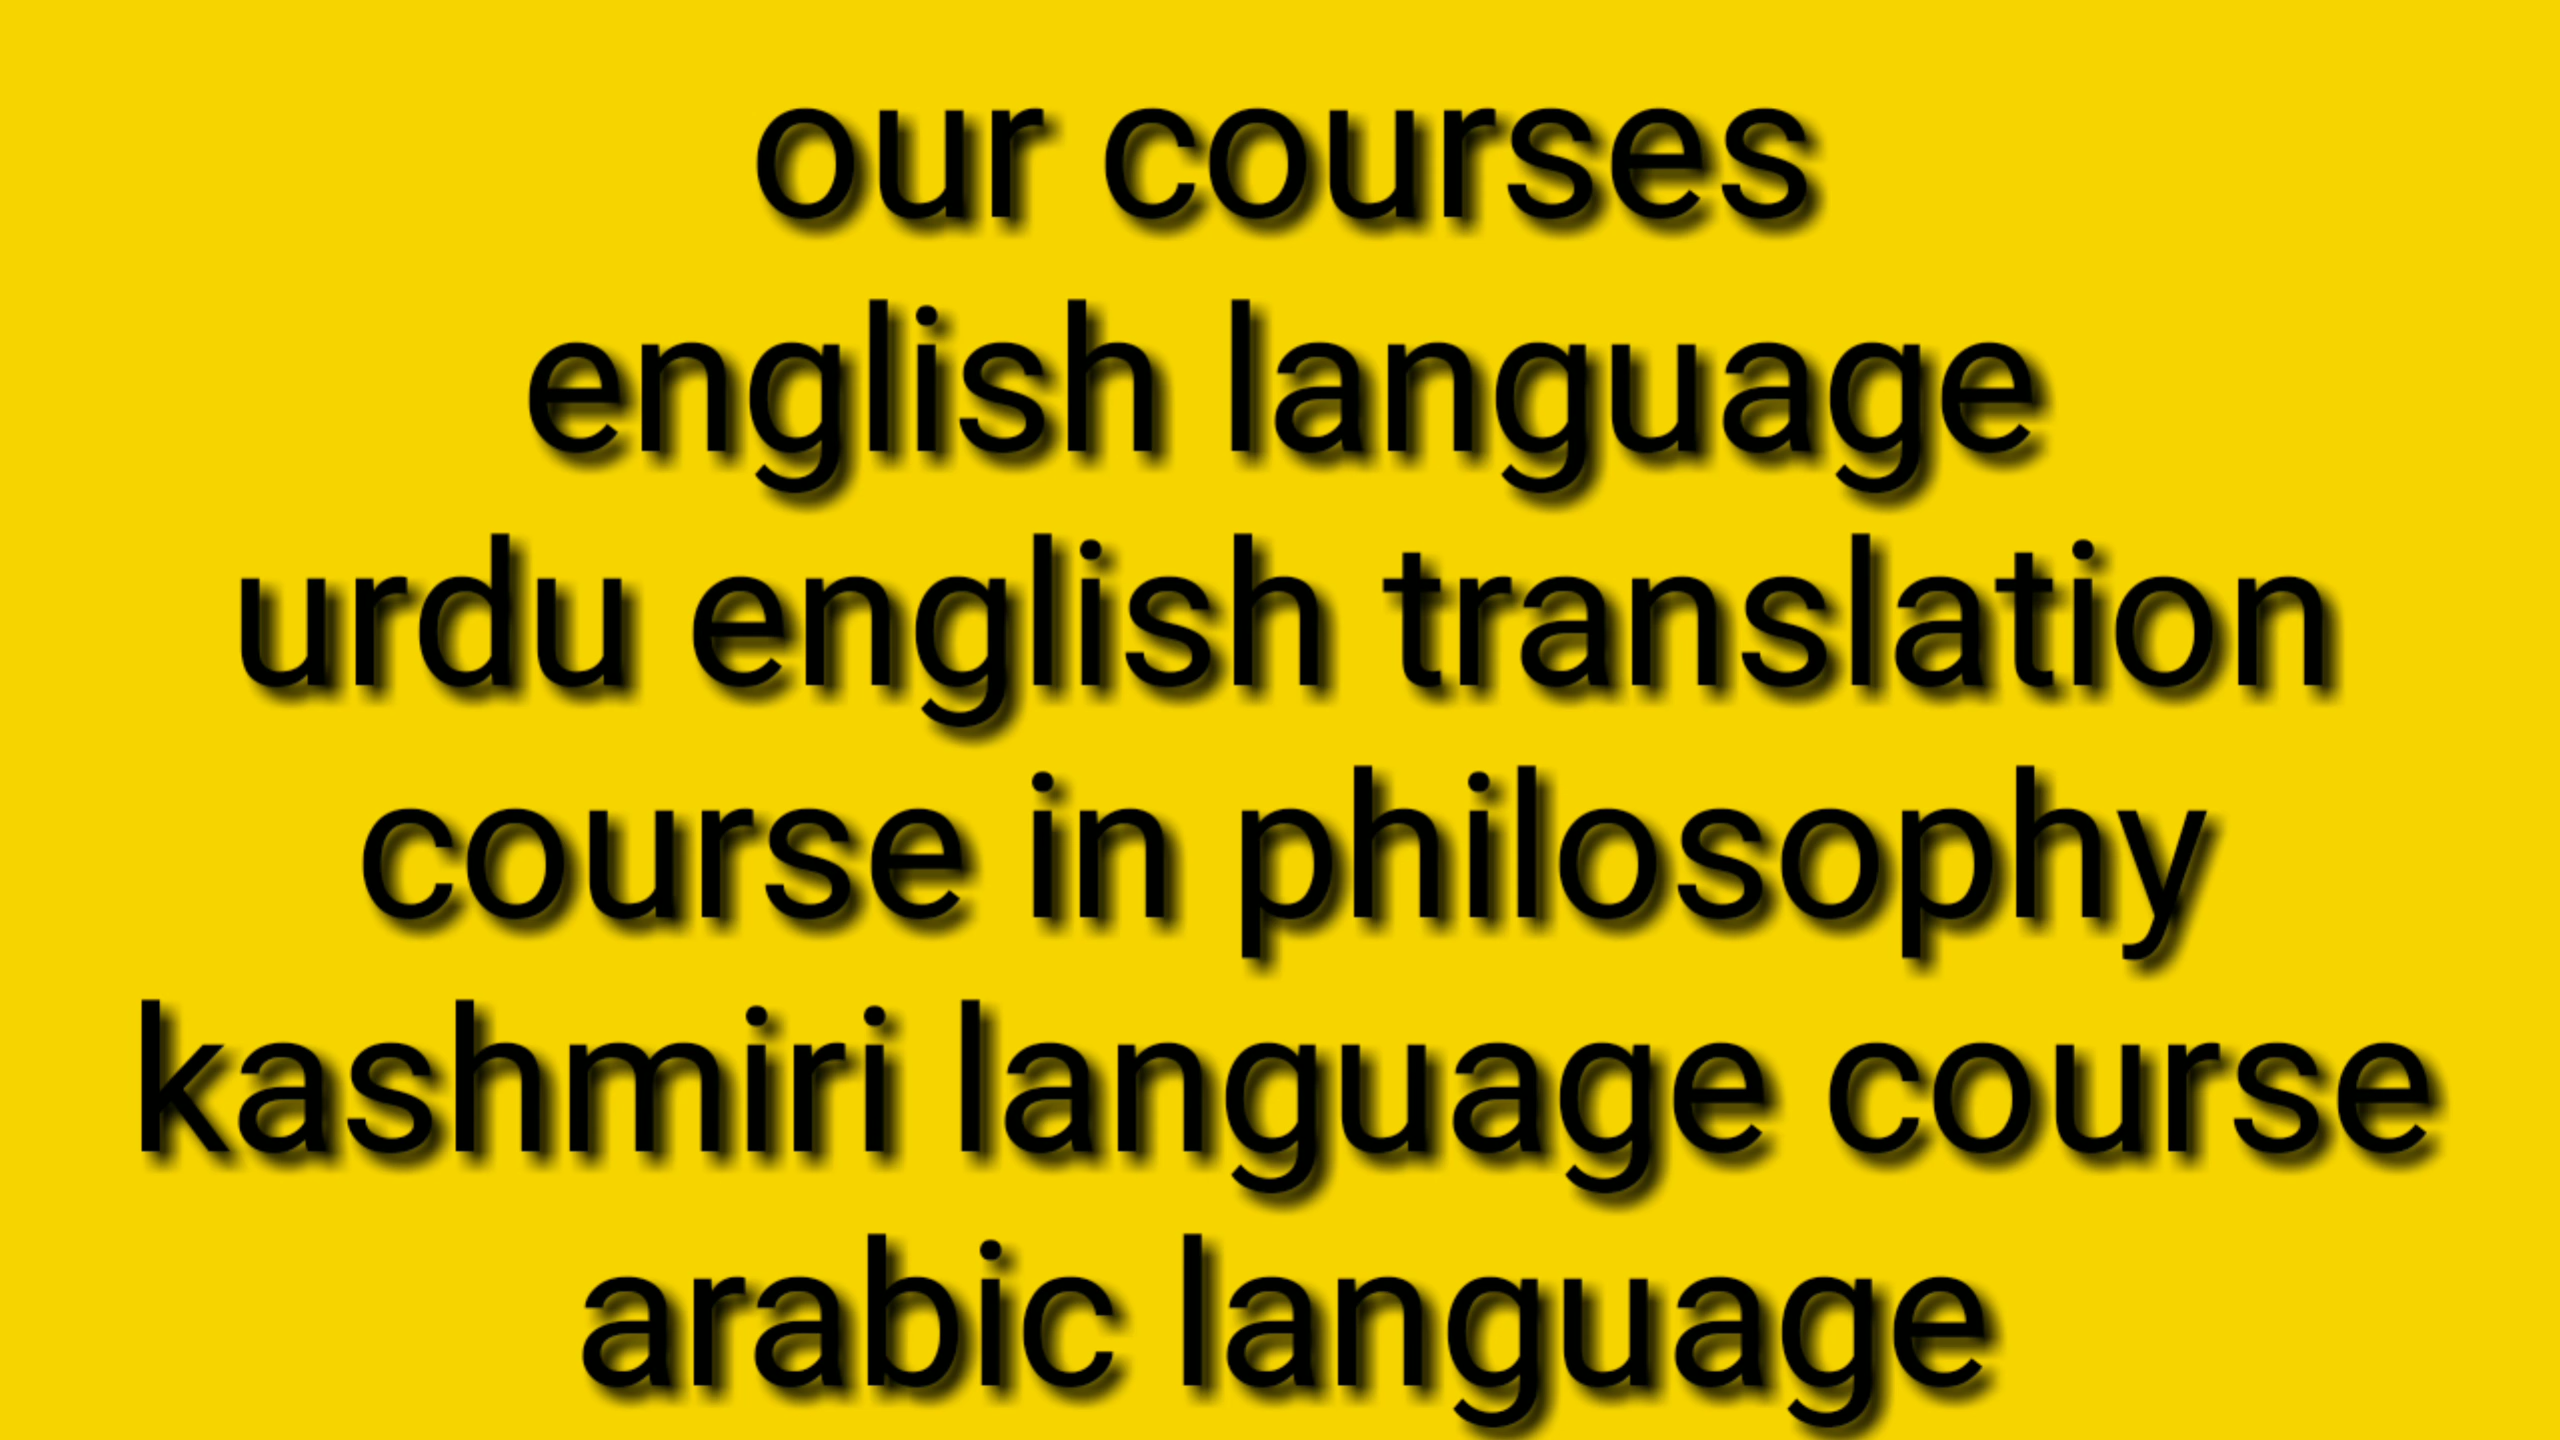 our courses
english language
urdu english translation
course in philosophy
kashmiri language course
arabic language